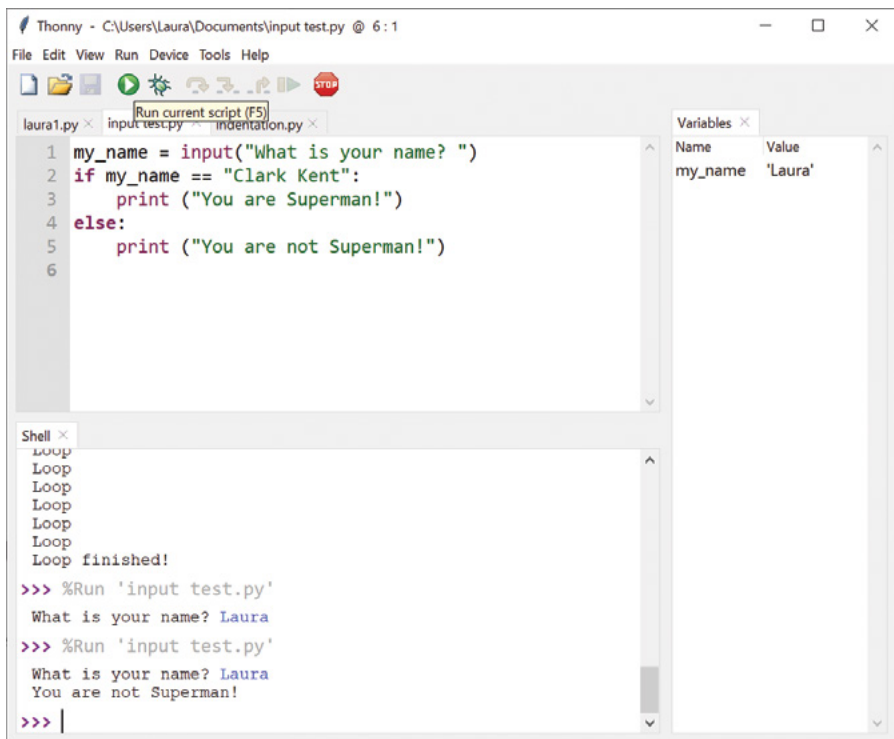 Thonny - C:\Users\Laura\Documents\input test.py @ 6 : 1
File Edit View Run Device Tools Help
STOP
Run current script (F5)
laura1.py × input test.py × indentation.py ×
1 my_name = input("What is your name? ")
2 if my_name == "Clark Kent":
3     print ("You are Superman!")
4 else:
5     print ("You are not Superman!")
6
Variables ×
Name Value
my_name 'Laura'
Shell ×
Loop
Loop
Loop
Loop
Loop
Loop
Loop finished!
>>> %Run 'input test.py'
What is your name? Laura
>>> %Run 'input test.py'
What is your name? Laura
You are not Superman!
>>>